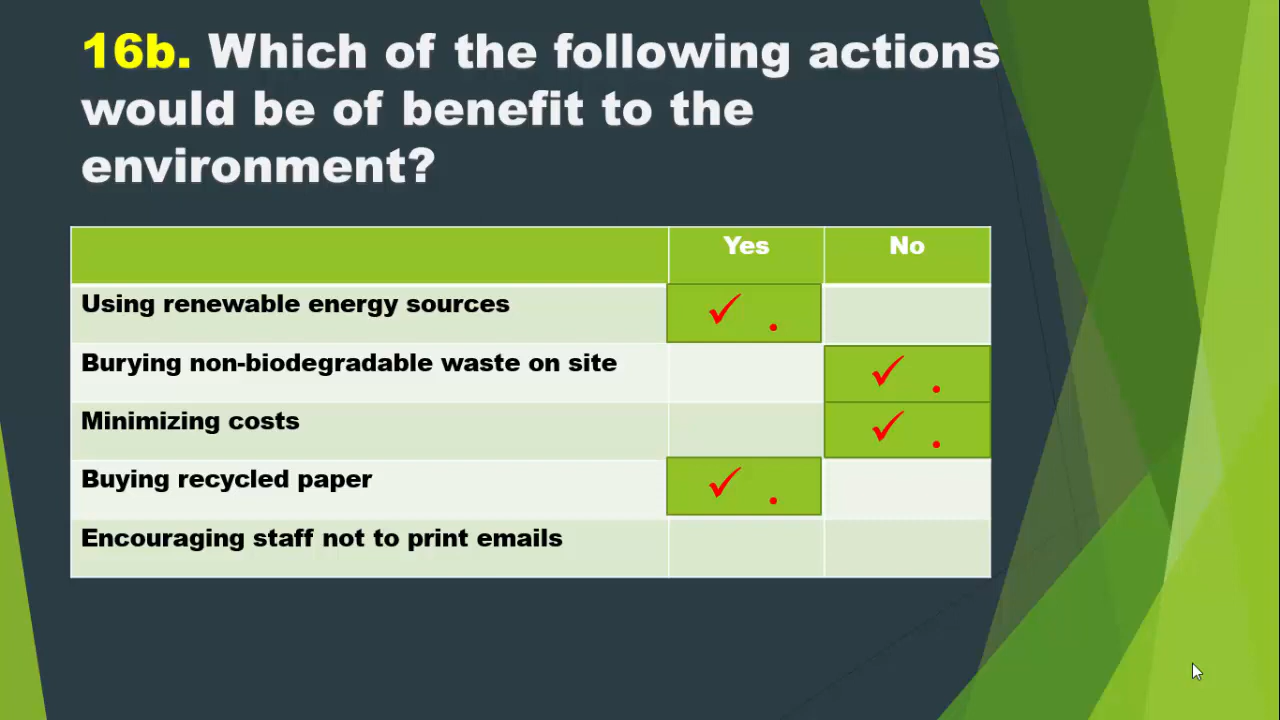 16b. Which of the following actions
would be of benefit to the
environment?
Yes No
Using renewable energy sources ✓ .
Burying non-biodegradable waste on site ✓ .
Minimizing costs ✓ .
Buying recycled paper ✓ .
Encouraging staff not to print emails